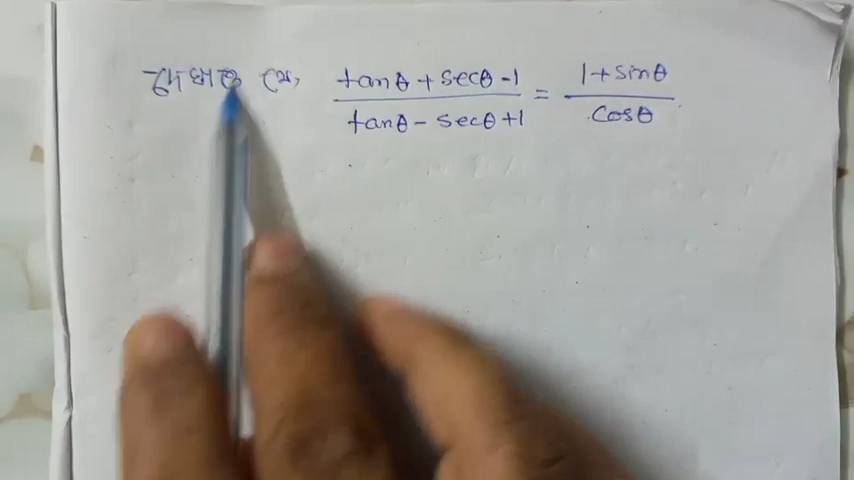 দেখাও যে, (tanθ + secθ - 1)/(tanθ - secθ + 1) = (1 + sinθ)/cosθ